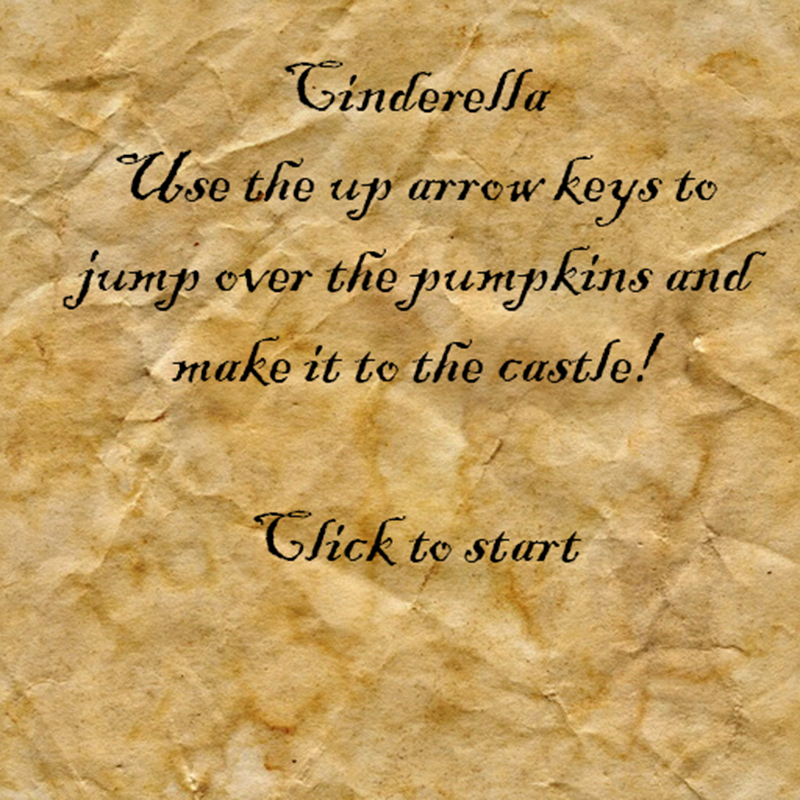 Cinderella
Use the up arrow keys to
jump over the pumpkins and
make it to the castle!
Click to start